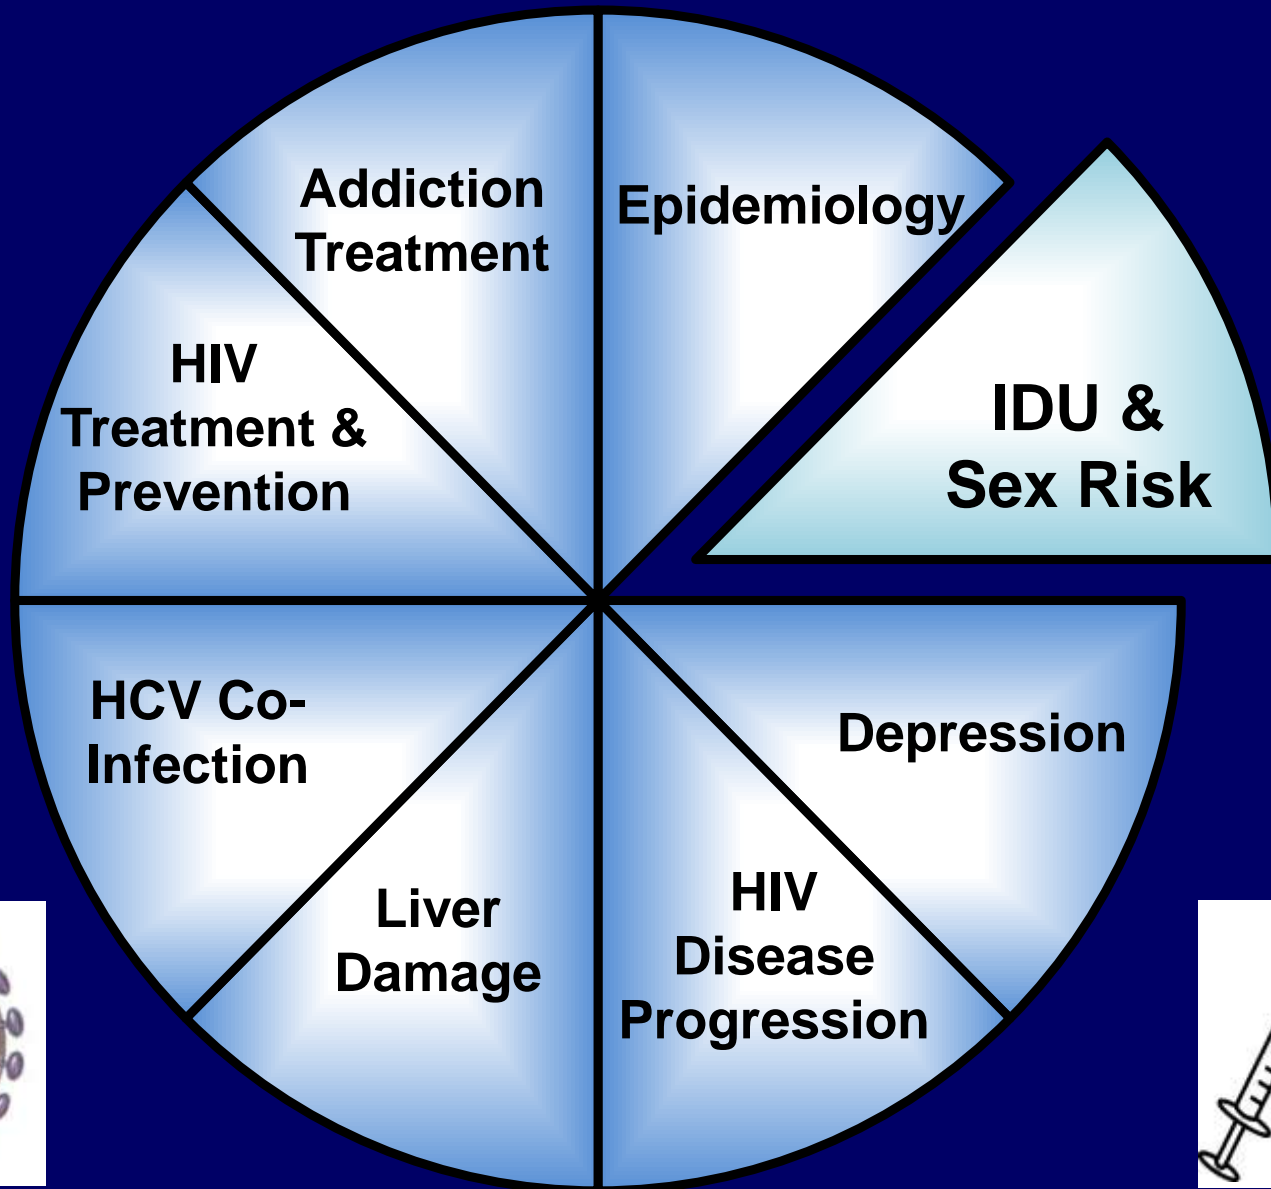 Addiction
Treatment
Epidemiology
IDU &
Sex Risk
Depression
HIV
Disease
Progression
Liver
Damage
HCV Co-
Infection
HIV
Treatment &
Prevention